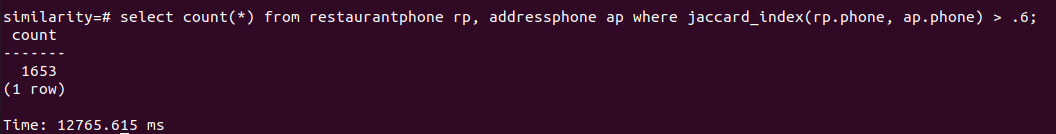 similarity=# select count(*) from restaurantphone rp, addressphone ap where jaccard_index(rp.phone, ap.phone) > .6;
count
-------
1653
(1 row)
Time: 12765.615 ms